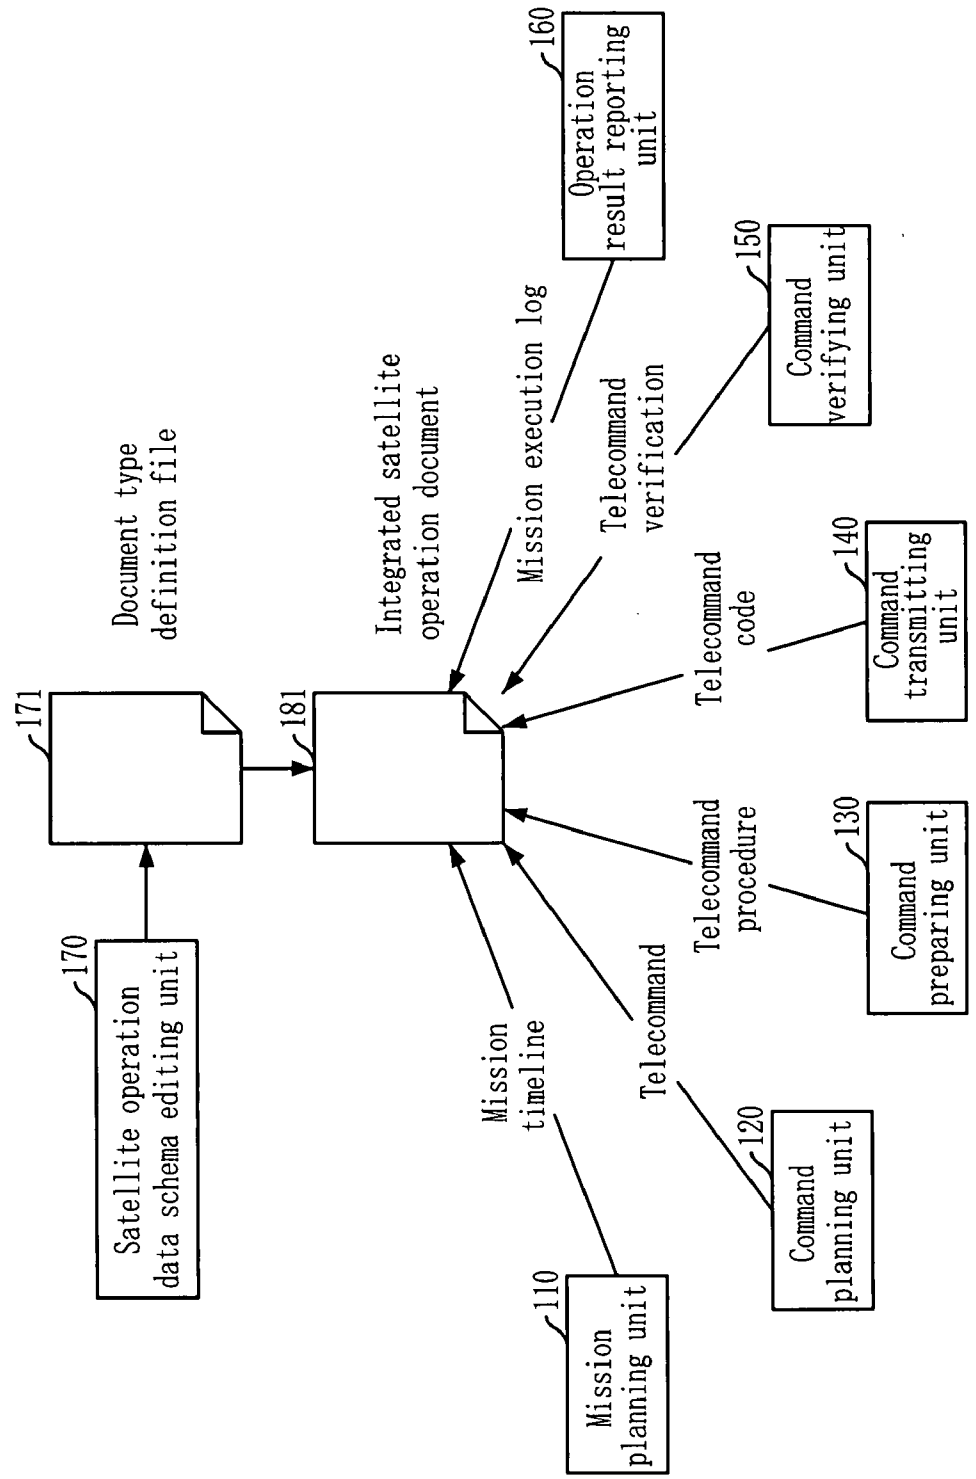 170
Satellite operation
data schema editing unit
171
Document type
definition file
181
Integrated satellite
operation document
Mission
timeline
Telecommand
Telecommand
procedure
Telecommand
code
Telecommand
verification
Mission execution log
110
Mission
planning unit
120
Command
planning unit
130
Command
preparing unit
140
Command
transmitting
unit
150
Command
verifying unit
160
Operation
result reporting
unit